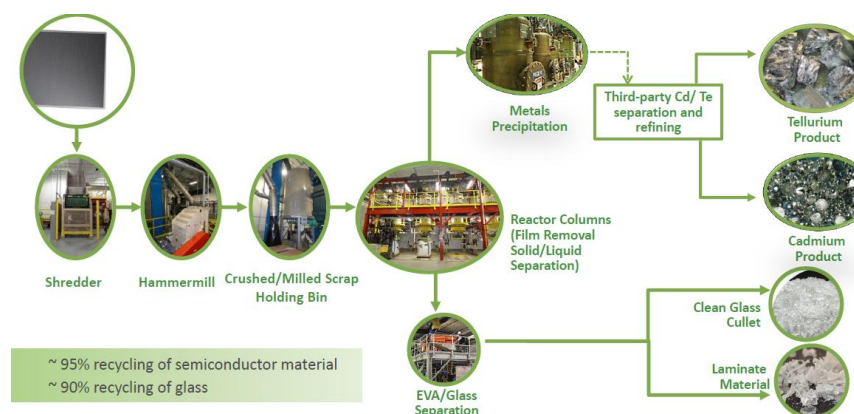 Metals
Precipitation
Third-party Cd/ Te
separation and
refining
Tellurium
Product
Shredder
Hammermill
Crushed/Milled Scrap
Holding Bin
Reactor Columns
(Film Removal
Solid/Liquid
Separation)
Cadmium
Product
Clean Glass
Cullet
~ 95% recycling of semiconductor material
~ 90% recycling of glass
EVA/Glass
Separation
Laminate
Material